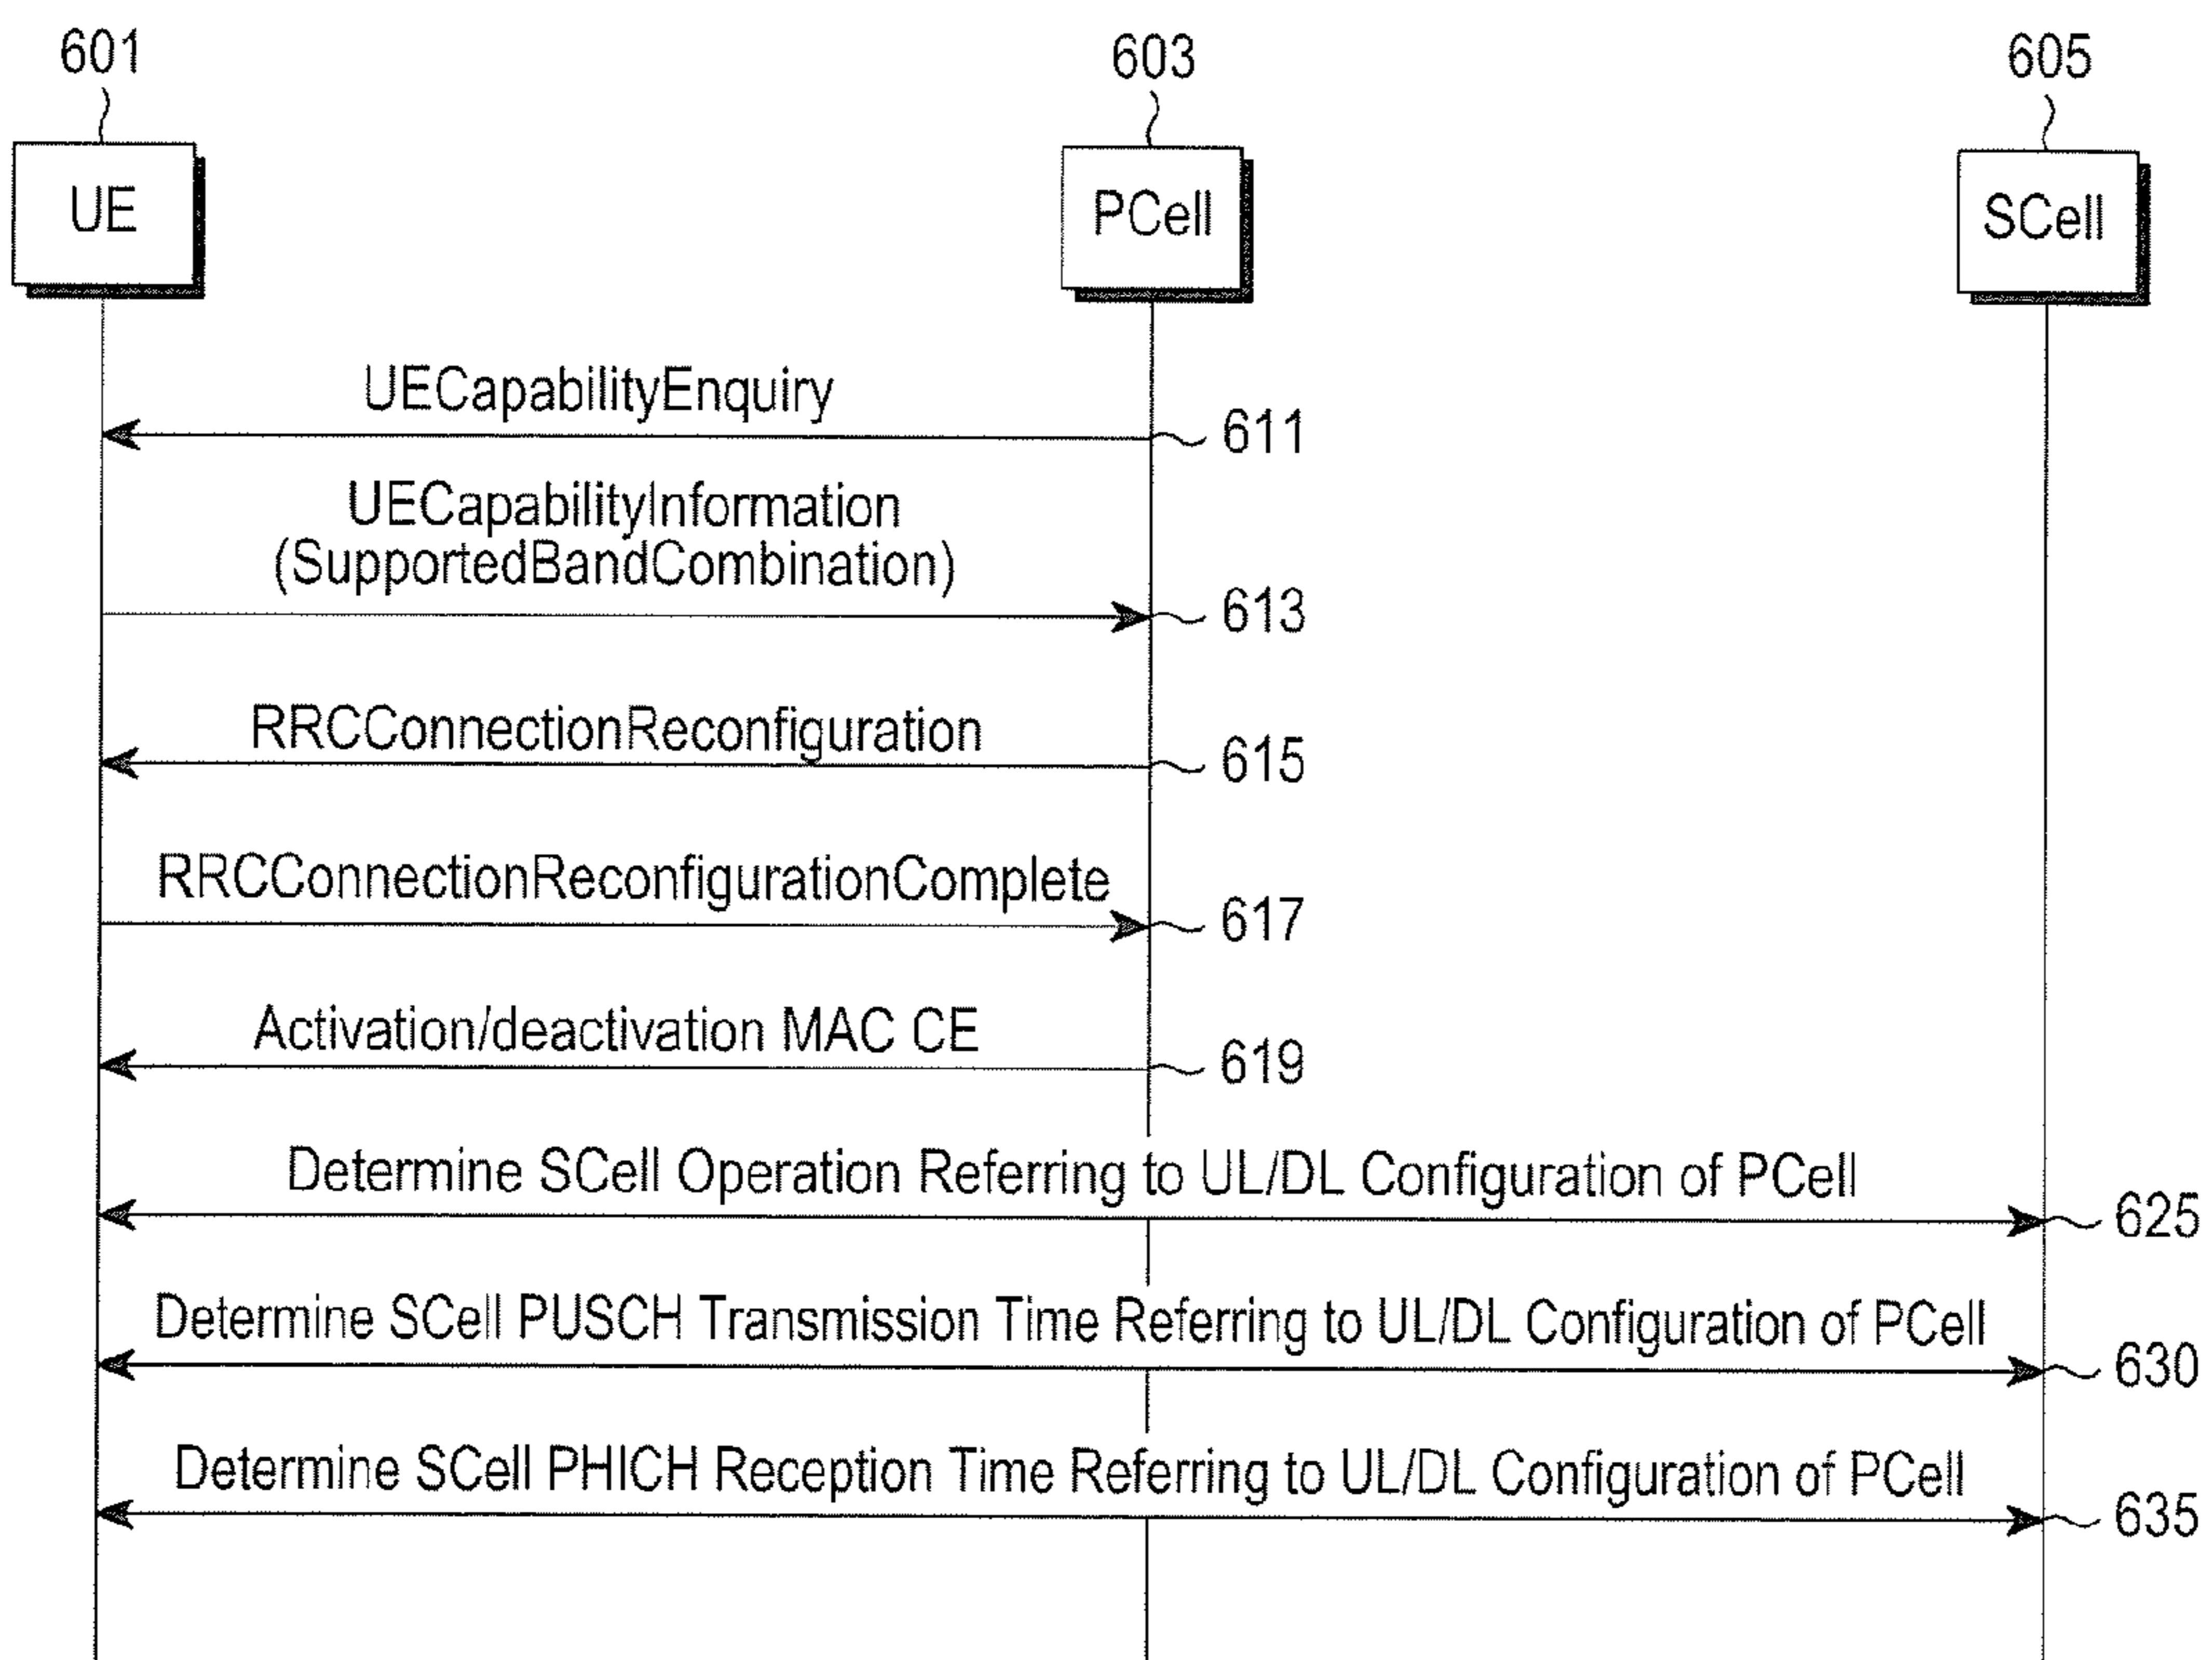 601
603
605
UE
PCell
SCell
UECapabilityEnquiry
611
UECapabilityInformation
(SupportedBandCombination)
613
RRCConnectionReconfiguration
615
RRCConnectionReconfigurationComplete
617
Activation/deactivation MAC CE
619
Determine SCell Operation Referring to UL/DL Configuration of PCell
625
Determine SCell PUSCH Transmission Time Referring to UL/DL Configuration of PCell
630
Determine SCell PHICH Reception Time Referring to UL/DL Configuration of PCell
635